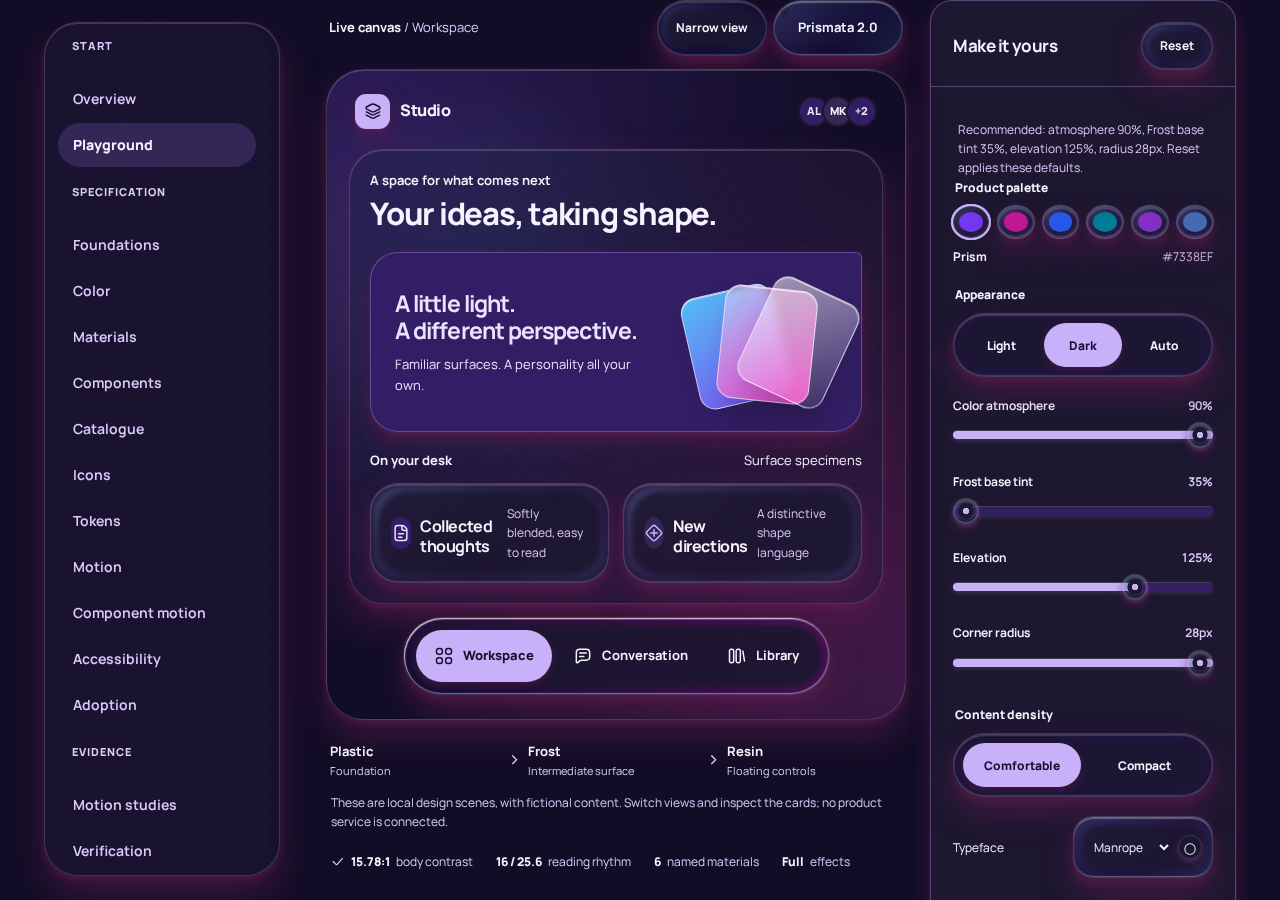 START
Overview
Playground
SPECIFICATION
Foundations
Color
Materials
Components
Catalogue
Icons
Tokens
Motion
Component motion
Accessibility
Adoption
EVIDENCE
Motion studies
Verification
Live canvas / Workspace
Narrow view
Prismata 2.0
Studio
AL
MK
+2
A space for what comes next
Your ideas, taking shape.
A little light.
A different perspective.
Familiar surfaces. A personality all your
own.
On your desk
Surface specimens
Collected
thoughts
Softly
blended, easy
to read
New
directions
A distinctive
shape
language
Workspace
Conversation
Library
Plastic
Foundation
Frost
Intermediate surface
Resin
Floating controls
These are local design scenes, with fictional content. Switch views and inspect the cards; no product
service is connected.
15.78:1 body contrast
16 / 25.6 reading rhythm
6 named materials
Full effects
Make it yours
Reset
Recommended: atmosphere 90%, Frost base
tint 35%, elevation 125%, radius 28px. Reset
applies these defaults.
Product palette
Prism
#7338EF
Appearance
Light
Dark
Auto
Color atmosphere
90%
Frost base tint
35%
Elevation
125%
Corner radius
28px
Content density
Comfortable
Compact
Typeface
Manrope